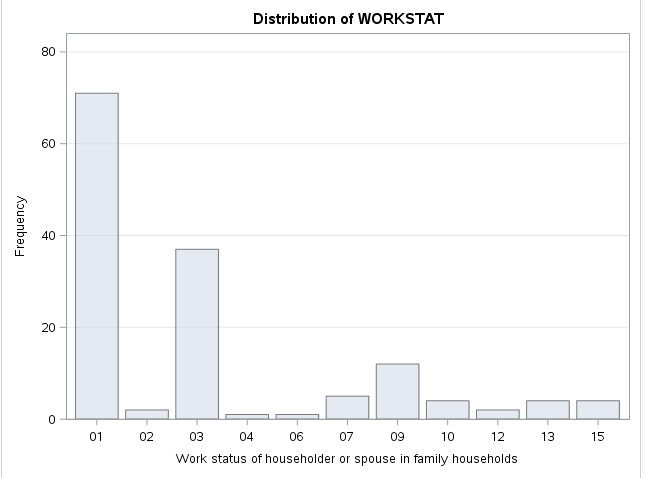 Distribution of WORKSTAT
80
60
40
20
0
Frequency
01 02 03 04 06 07 09 10 12 13 15
Work status of householder or spouse in family households